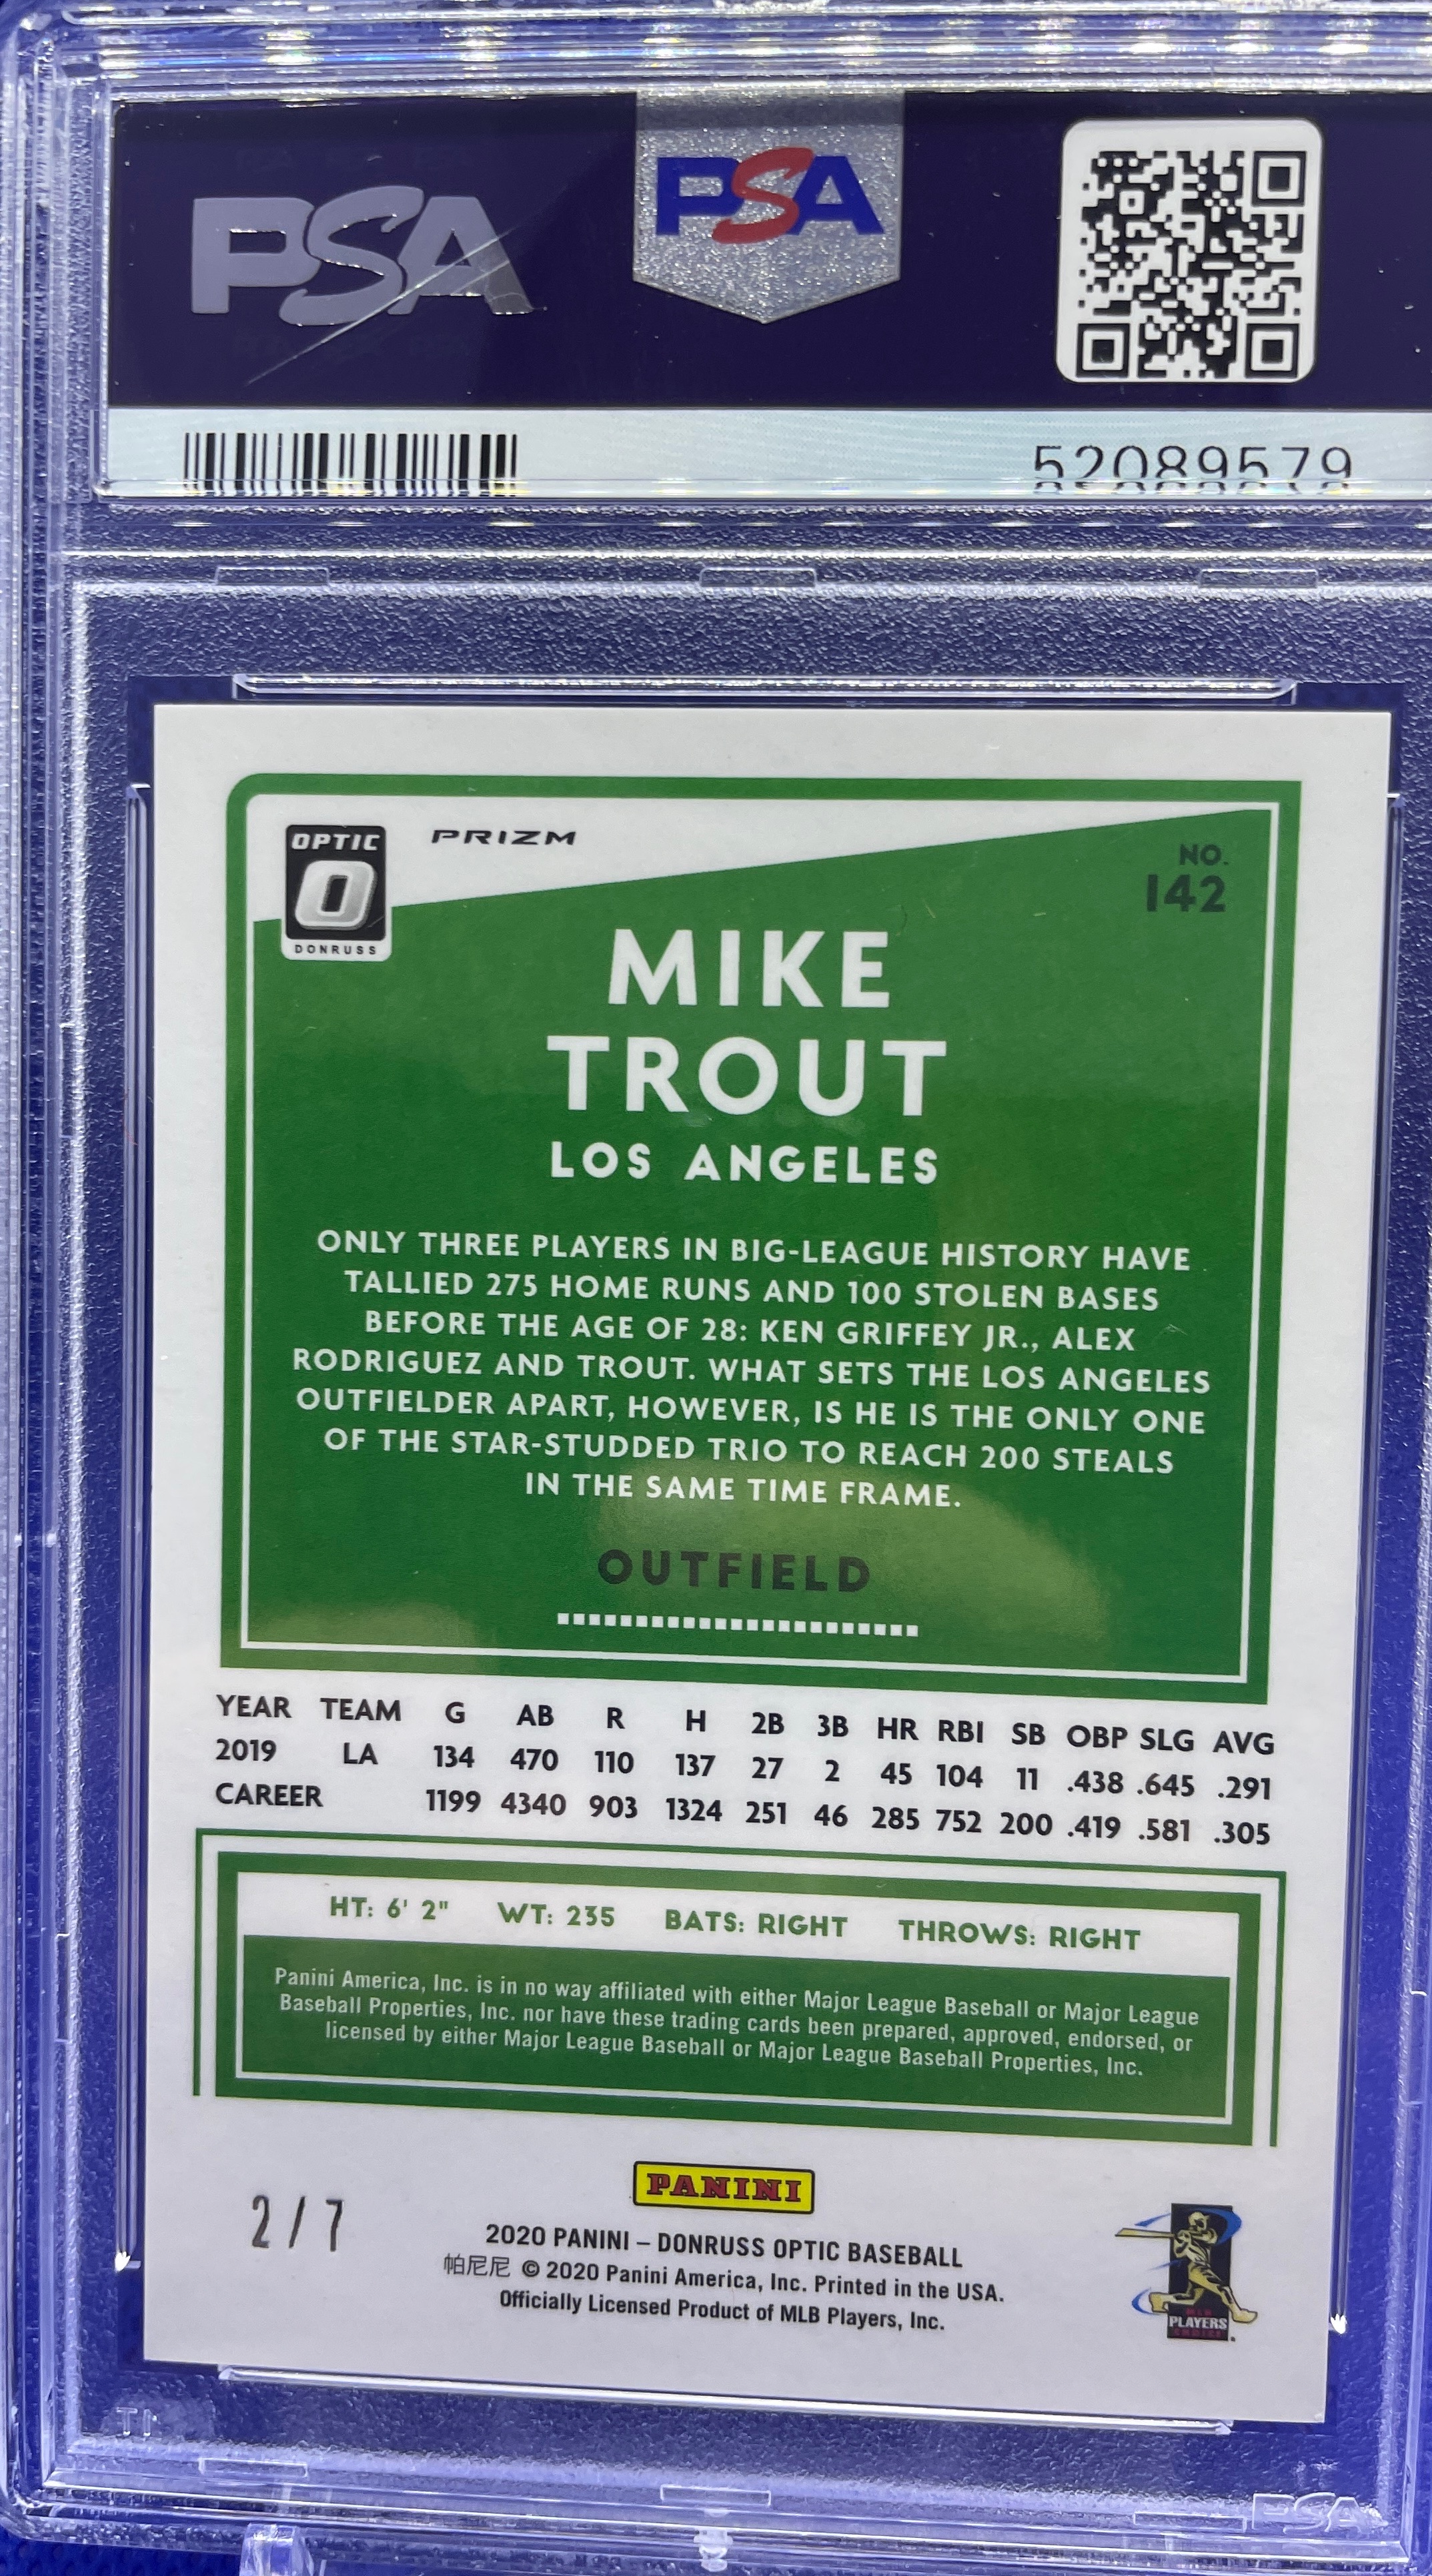 PSA
PSA
52089579
OPTIC
O
DONRUSS
PRIZM
NO.
142
MIKE
TROUT
LOS ANGELES
ONLY THREE PLAYERS IN BIG-LEAGUE HISTORY HAVE
TALLIED 275 HOME RUNS AND 100 STOLEN BASES
BEFORE THE AGE OF 28: KEN GRIFFEY JR., ALEX
RODRIGUEZ AND TROUT. WHAT SETS THE LOS ANGELES
OUTFIELDER APART, HOWEVER, IS HE IS THE ONLY ONE
OF THE STAR-STUDDED TRIO TO REACH 200 STEALS
IN THE SAME TIME FRAME.
OUTFIELD
YEAR TEAM G AB R H 2B 3B HR RBI SB OBP SLG AVG
2019 LA 134 470 110 137 27 2 45 104 11 .438 .645 .291
CAREER 1199 4340 903 1324 251 46 285 752 200 .419 .581 .305
HT: 6' 2" WT: 235 BATS: RIGHT THROWS: RIGHT
Panini America, Inc. is in no way affiliated with either Major League Baseball or Major League
Baseball Properties, Inc. nor have these trading cards been prepared, approved, endorsed, or
licensed by either Major League Baseball or Major League Baseball Properties, Inc.
2/7
PANINI
2020 PANINI – DONRUSS OPTIC BASEBALL
帕尼尼 © 2020 Panini America, Inc. Printed in the USA.
Officially Licensed Product of MLB Players, Inc.
MLB
PLAYERS
PSA